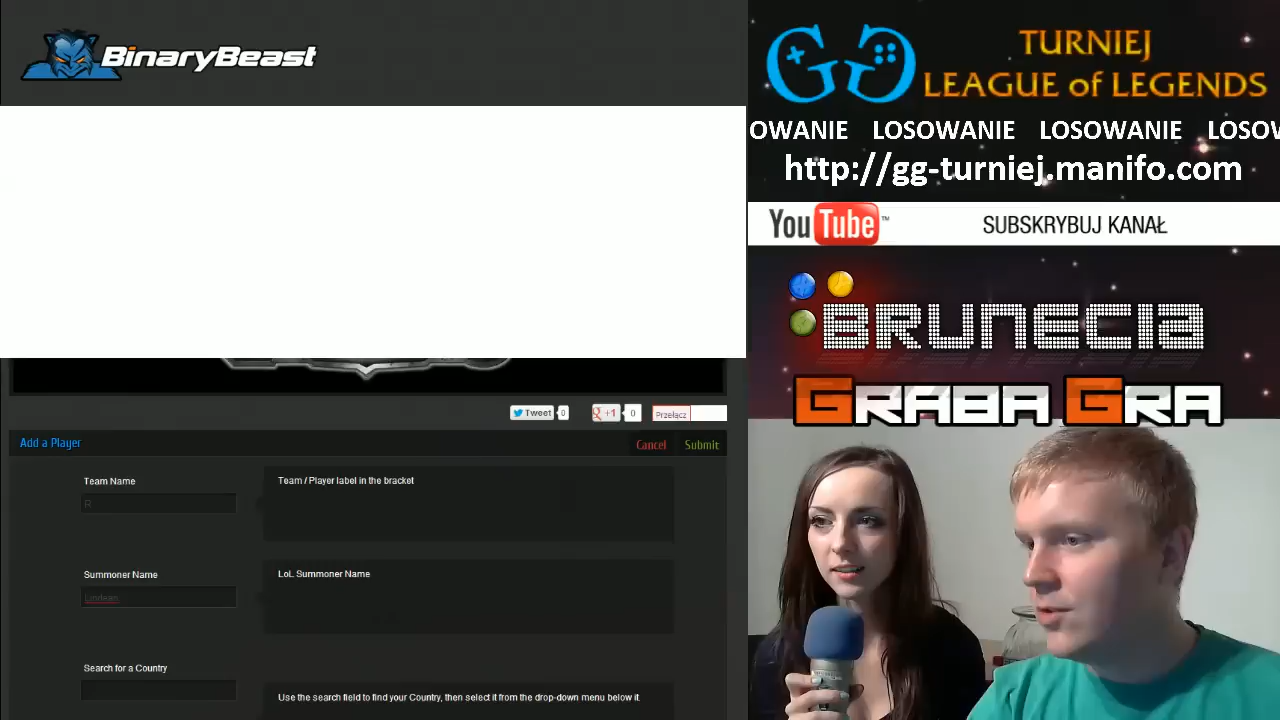 BinaryBeast
Tweet 0
g +1 0
Przełącz
Add a Player
Cancel Submit
Team Name
R
Team / Player label in the bracket
Summoner Name
LoL Summoner Name
Search for a Country
Use the search field to find your Country, then select it from the drop-down menu below it.
GG
TURNIEJ
LEAGUE of LEGENDS
OWANIE LOSOWANIE LOSOWANIE LOSOW
http://gg-turniej.manifo.com
YouTube™
SUBSKRYBUJ KANAŁ
BRUNECIA
GRABA GRA